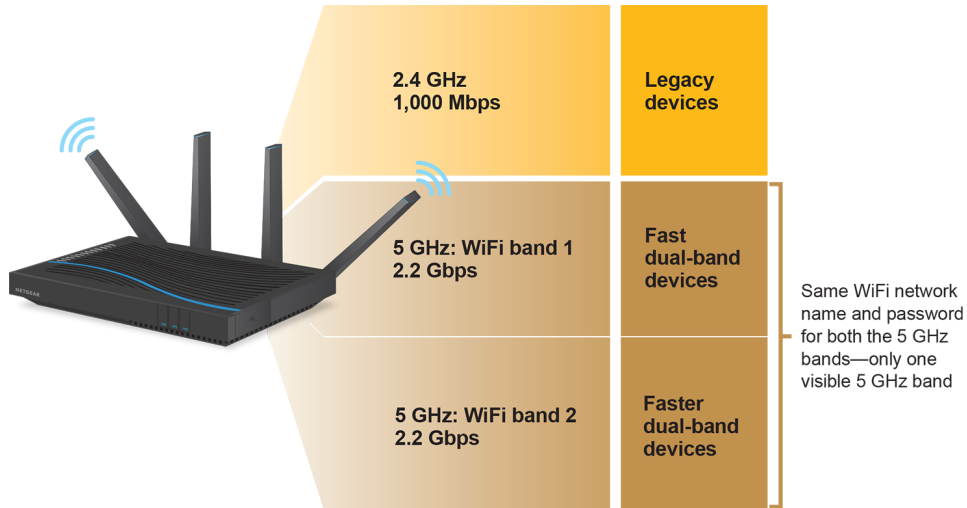 2.4 GHz
1,000 Mbps
Legacy
devices
5 GHz: WiFi band 1
2.2 Gbps
Fast
dual-band
devices
5 GHz: WiFi band 2
2.2 Gbps
Faster
dual-band
devices
Same WiFi network
name and password
for both the 5 GHz
bands—only one
visible 5 GHz band
NETGEAR